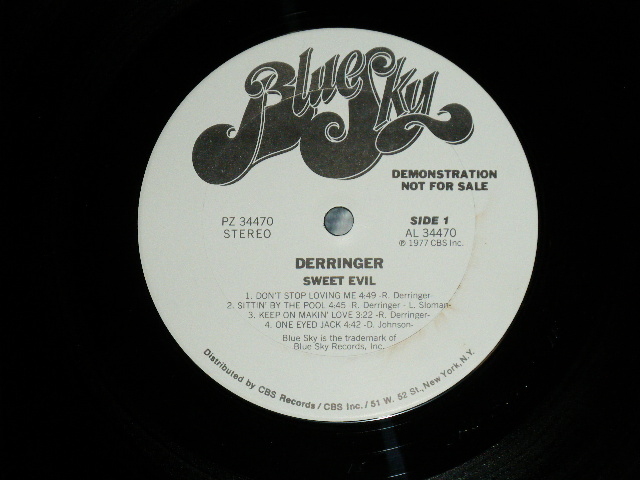 Blue Sky
DEMONSTRATION
NOT FOR SALE
PZ 34470
STEREO
SIDE 1
AL 34470
℗ 1977 CBS Inc.
DERRINGER
SWEET EVIL
1. DON'T STOP LOVING ME 4:49 -R. Derringer-
2. SITTIN' BY THE POOL 4:45 -R. Derringer - L. Sloman-
3. KEEP ON MAKIN' LOVE 3:22 -R. Derringer-
4. ONE EYED JACK 4:42 -D. Johnson-
Blue Sky is the trademark of
Blue Sky Records, Inc.
Distributed by CBS Records / CBS Inc. / 51 W. 52 St., New York, N.Y.